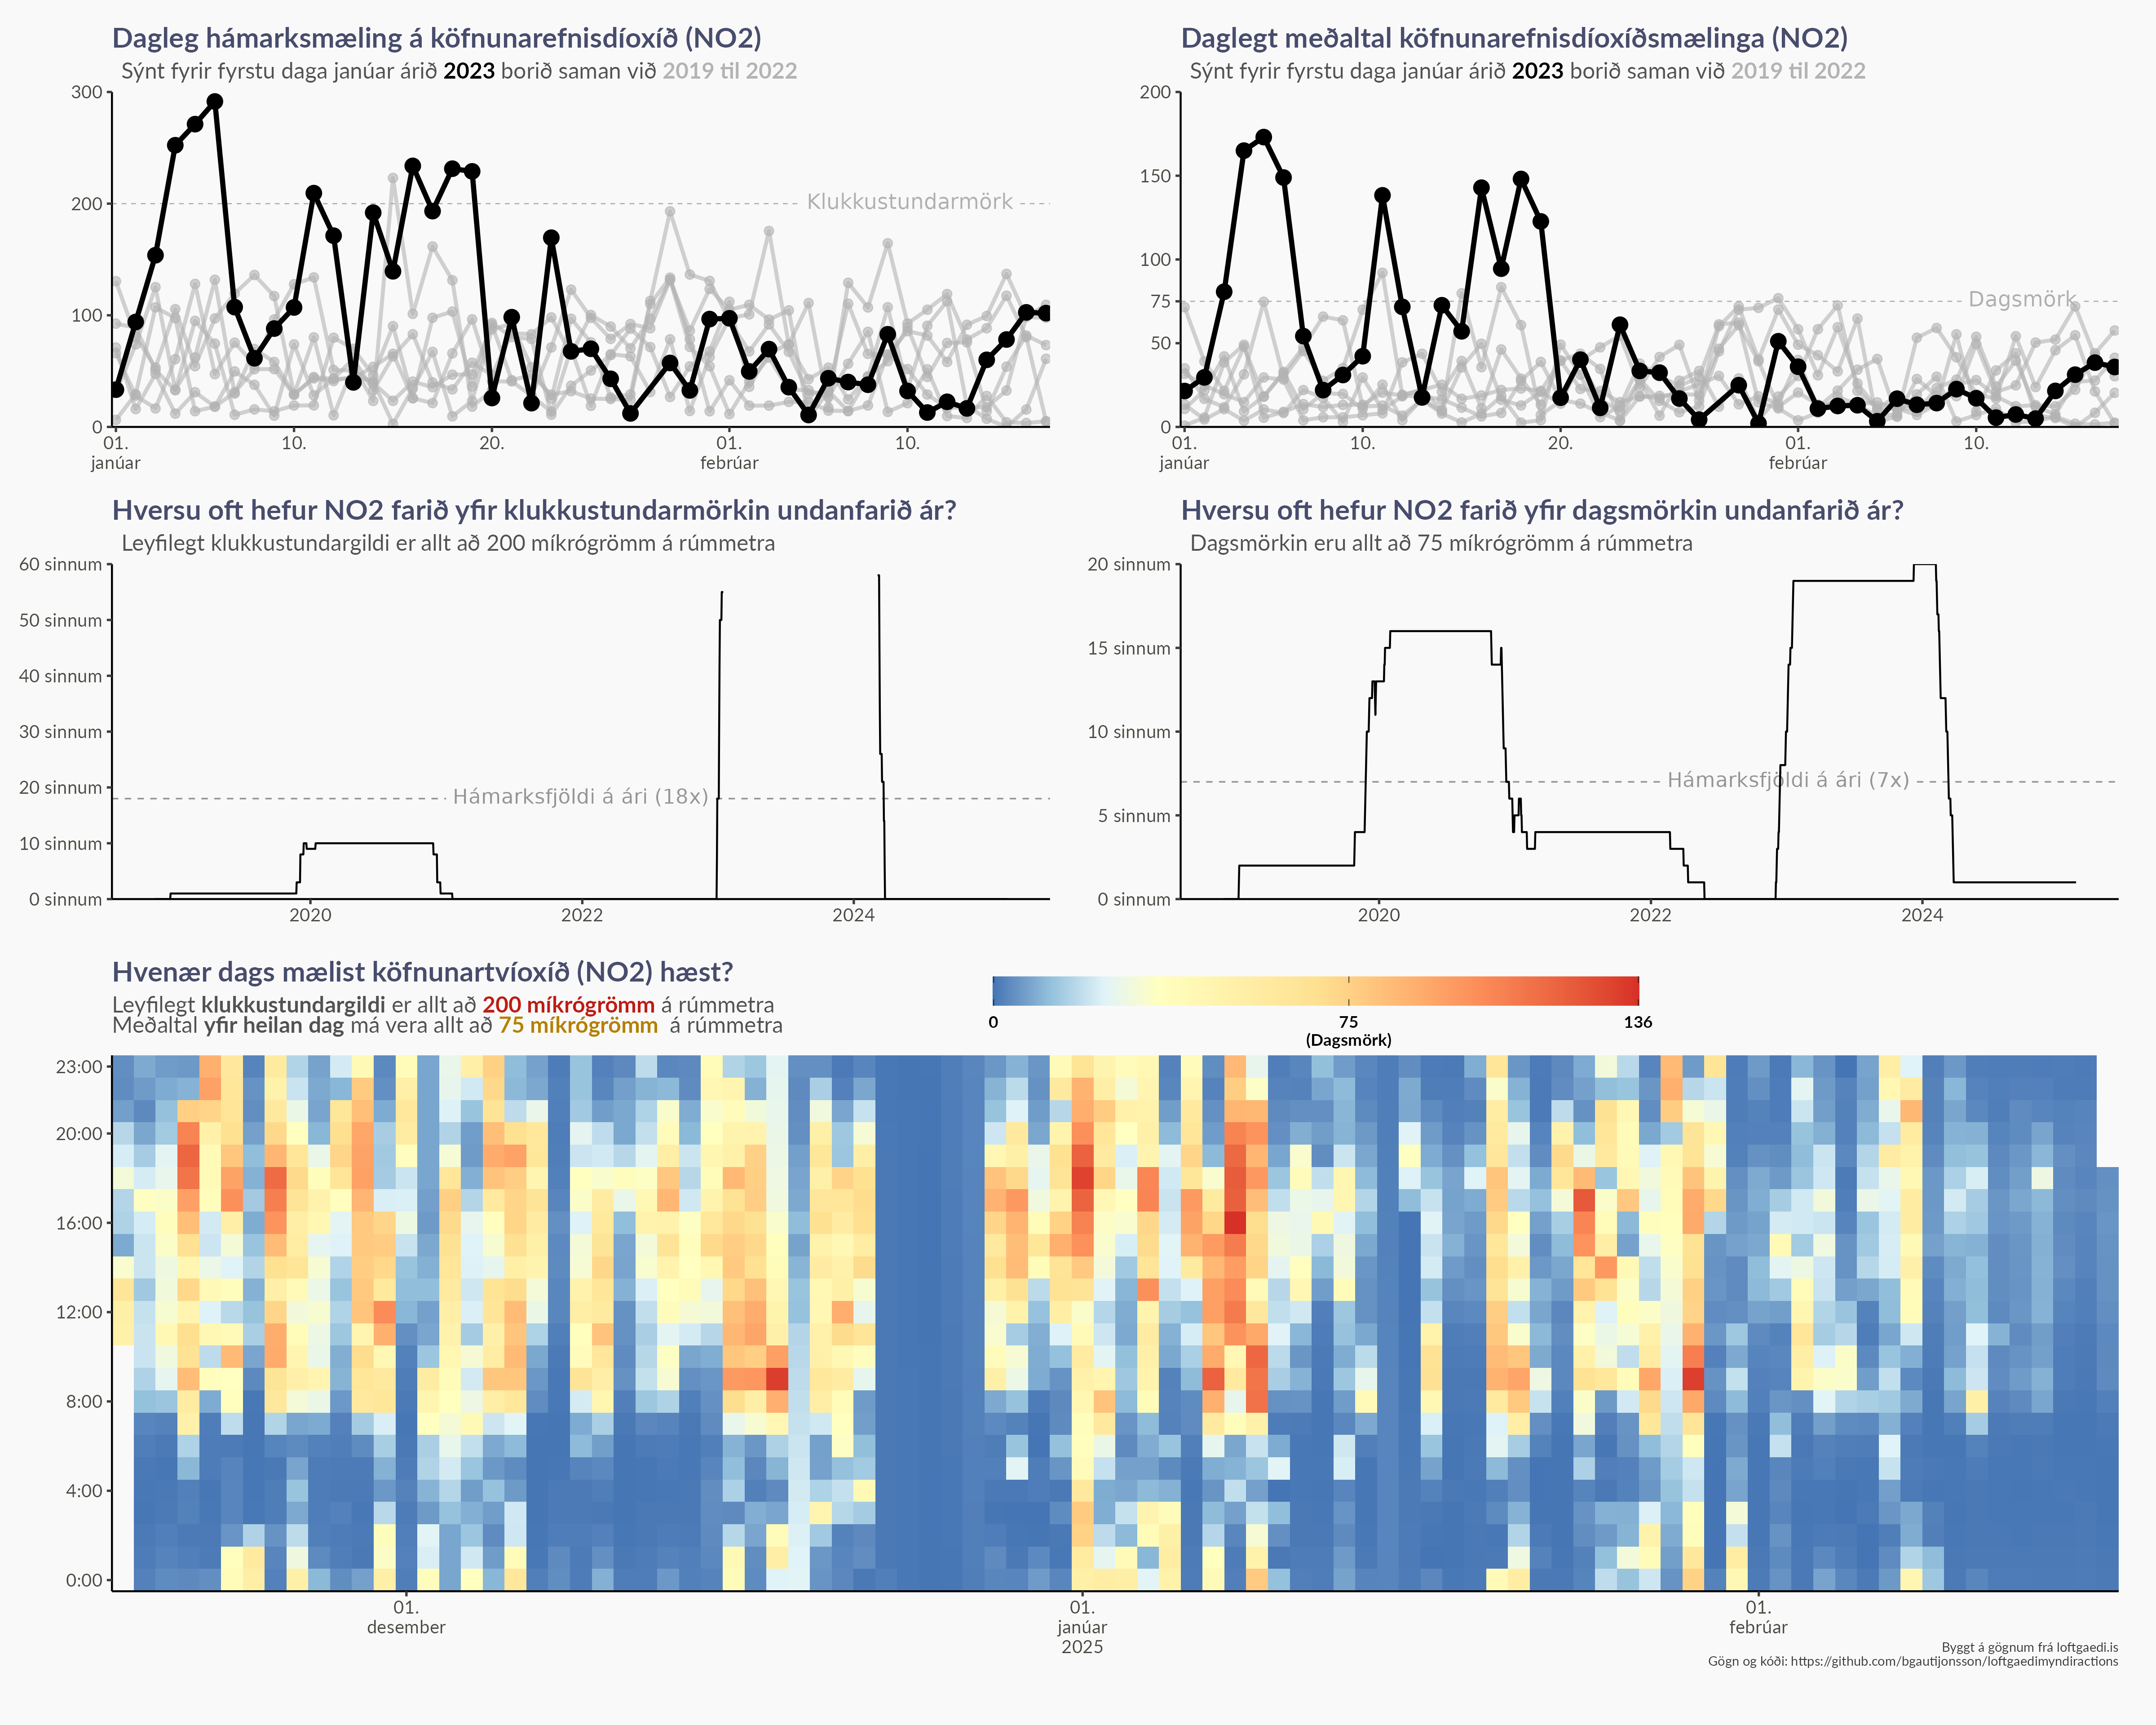 Dagleg hámarksmæling á köfnunarefnisdíoxíð (NO2)
Sýnt fyrir fyrstu daga janúar árið 2023 borið saman við 2019 til 2022
300
200
100
0
Klukkustundarmörk
01.
janúar
10.
20.
01.
febrúar
10.
Daglegt meðaltal köfnunarefnisdíoxíðsmælinga (NO2)
Sýnt fyrir fyrstu daga janúar árið 2023 borið saman við 2019 til 2022
200
150
100
75
50
0
Dagsmörk
01.
janúar
10.
20.
01.
febrúar
10.
Hversu oft hefur NO2 farið yfir klukkustundarmörkin undanfarið ár?
Leyfilegt klukkustundargildi er allt að 200 míkrógrömm á rúmmetra
60 sinnum
50 sinnum
40 sinnum
30 sinnum
20 sinnum
10 sinnum
0 sinnum
Hámarksfjöldi á ári (18x)
2020
2022
2024
Hversu oft hefur NO2 farið yfir dagsmörkin undanfarið ár?
Dagsmörkin eru allt að 75 míkrógrömm á rúmmetra
20 sinnum
15 sinnum
10 sinnum
5 sinnum
0 sinnum
Hámarksfjöldi á ári (7x)
2020
2022
2024
Hvenær dags mælist köfnunartvíoxíð (NO2) hæst?
Leyfilegt klukkustundargildi er allt að 200 míkrógrömm á rúmmetra
Meðaltal yfir heilan dag má vera allt að 75 míkrógrömm á rúmmetra
0
75
(Dagsmörk)
136
23:00
20:00
16:00
12:00
8:00
4:00
0:00
01.
desember
01.
janúar
2025
01.
febrúar
Byggt á gögnum frá loftgaedi.is
Gögn og kóði: https://github.com/bgautijonsson/loftgaedimyndiractions